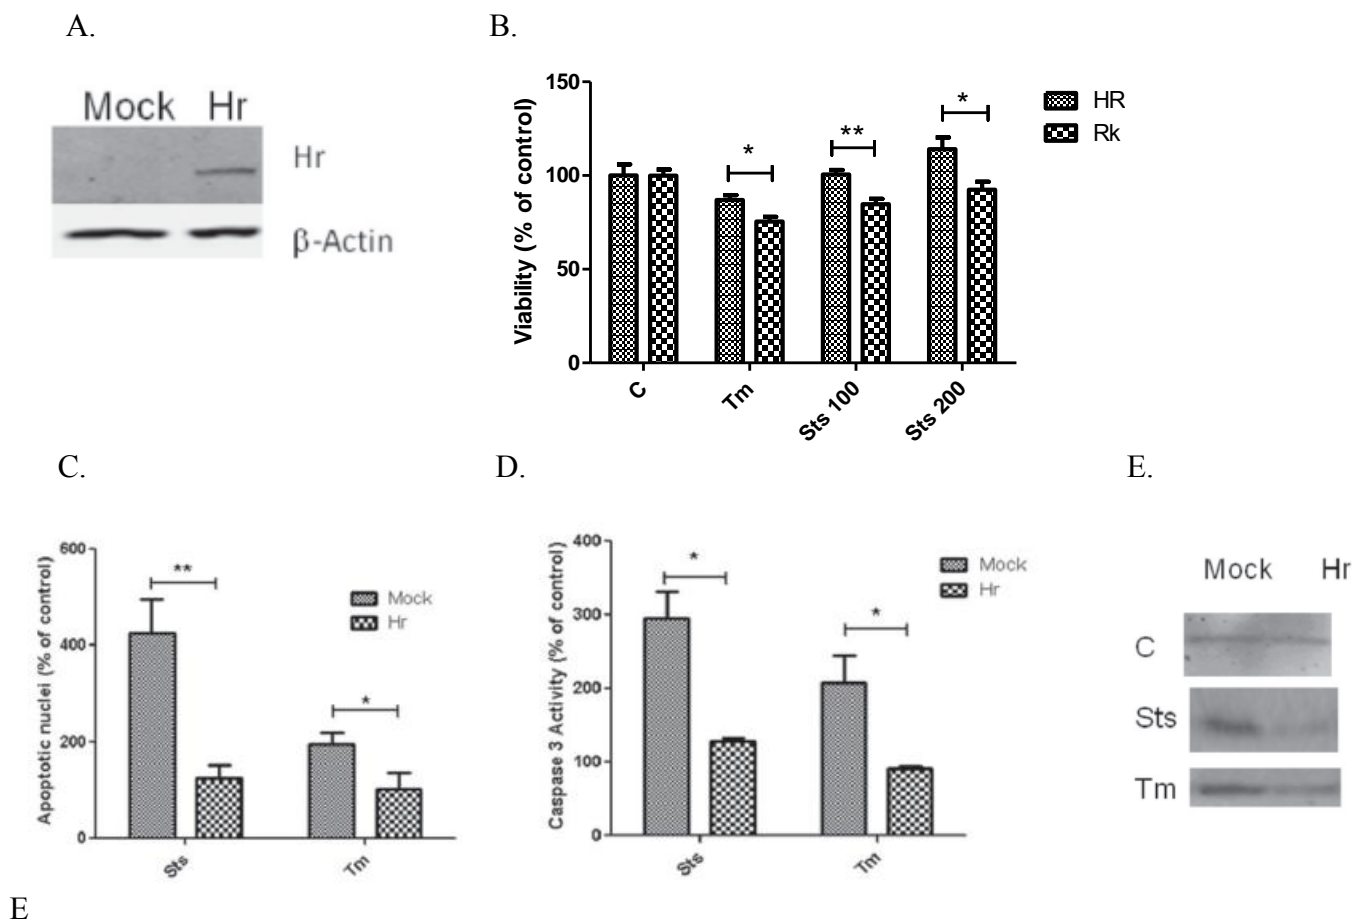 A.
Mock Hr
Hr
β-Actin
B.
Viability (% of control)
150
100
50
0
*
**
*
HR
Rk
C
Tm
Sts 100
Sts 200
C.
Apoptotic nuclei (% of control)
600
400
200
0
**
*
Mock
Hr
Sts
Tm
D.
Caspase 3 Activity (% of control)
400
300
200
100
0
*
*
Mock
Hr
Sts
Tm
E.
Mock Hr
C
Sts
Tm
E